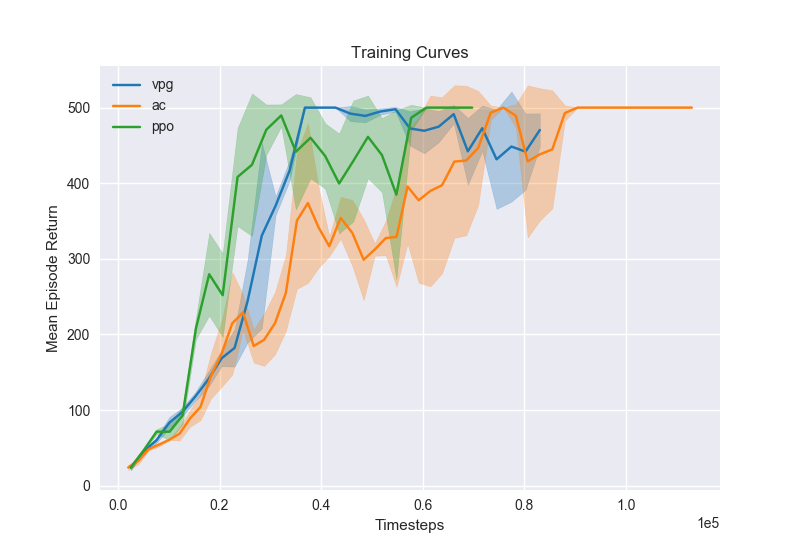 Training Curves
vpg
ac
ppo
500
400
300
200
100
0
Mean Episode Return
0.0 0.2 0.4 0.6 0.8 1.0
1e5
Timesteps